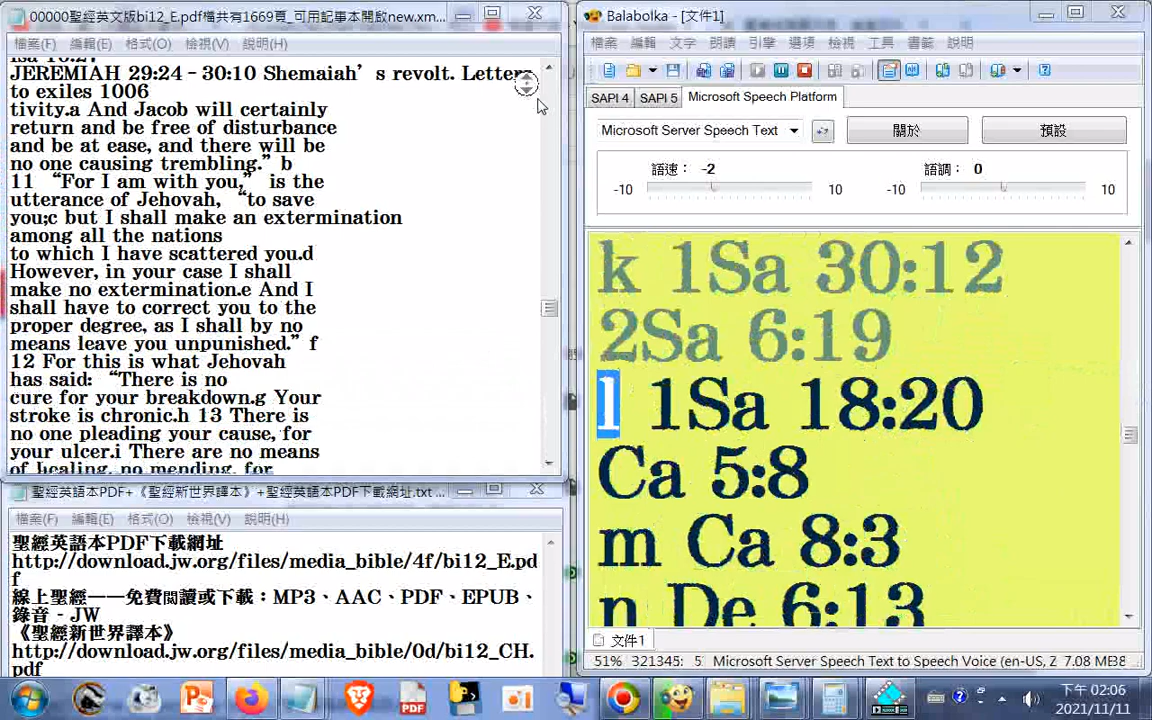 00000聖經英文版bi12_E.pdf檔共有1669頁_可用記事本開啟new.xm...
檔案(F) 編輯(E) 格式(O) 檢視(V) 說明(H)
JEREMIAH 29:24–30:10 Shemaiah's revolt. Letters
to exiles 1006
tivity.a And Jacob will certainly
return and be free of disturbance
and be at ease, and there will be
no one causing trembling.” b
11 “For I am with you,” is the
utterance of Jehovah, “to save
you;c but I shall make an extermination
among all the nations
to which I have scattered you.d
However, in your case I shall
make no extermination.e And I
shall have to correct you to the
proper degree, as I shall by no
means leave you unpunished.” f
12 For this is what Jehovah
has said: “There is no
cure for your breakdown.g Your
stroke is chronic.h 13 There is
no one pleading your cause, for
your ulcer.i There are no means
of healing, no mending, for
聖經英語本PDF+《聖經新世界譯本》+聖經英語本PDF下載網址.txt ...
檔案(F) 編輯(E) 格式(O) 檢視(V) 說明(H)
聖經英語本PDF下載網址
http://download.jw.org/files/media_bible/4f/bi12_E.pd
f
線上聖經——免費閱讀或下載：MP3、AAC、PDF、EPUB、
錄音 - JW
《聖經新世界譯本》
http://download.jw.org/files/media_bible/0d/bi12_CH.
pdf
Balabolka - [文件1]
檔案 編輯 文字 朗讀 引擎 選項 檢視 工具 書籤 說明
SAPI 4 SAPI 5 Microsoft Speech Platform
Microsoft Server Speech Text 關於 預設
語速： -2 語調： 0
-10 10 -10 10
k 1Sa 30:12
2Sa 6:19
l 1Sa 18:20
Ca 5:8
m Ca 8:3
n De 6:13
文件1
51% 321345: 5 Microsoft Server Speech Text to Speech Voice (en-US, Z 7.08 MB
下午 02:06
2021/11/11